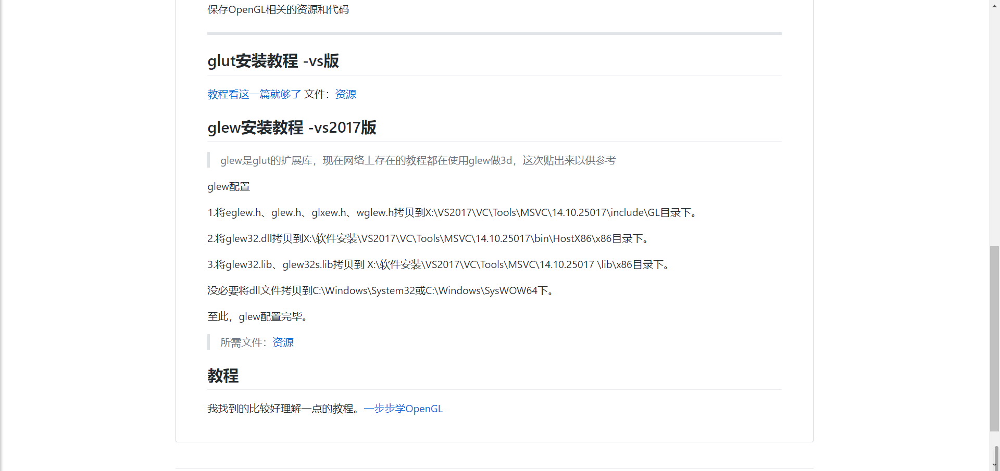 保存OpenGL相关的资源和代码
glut安装教程 -vs版
教程看这一篇就够了 文件：资源
glew安装教程 -vs2017版
glew是glut的扩展库，现在网络上存在的教程都在使用glew做3d，这次贴出来以供参考
glew配置
1.将eglew.h、glew.h、glxew.h、wglew.h拷贝到X:\VS2017\VC\Tools\MSVC\14.10.25017\include\GL目录下。
2.将glew32.dll拷贝到X:\软件安装\VS2017\VC\Tools\MSVC\14.10.25017\bin\HostX86\x86目录下。
3.将glew32.lib、glew32s.lib拷贝到 X:\软件安装\VS2017\VC\Tools\MSVC\14.10.25017 \lib\x86目录下。
没必要将dll文件拷贝到C:\Windows\System32或C:\Windows\SysWOW64下。
至此，glew配置完毕。
所需文件：资源
教程
我找到的比较好理解一点的教程。一步步学OpenGL